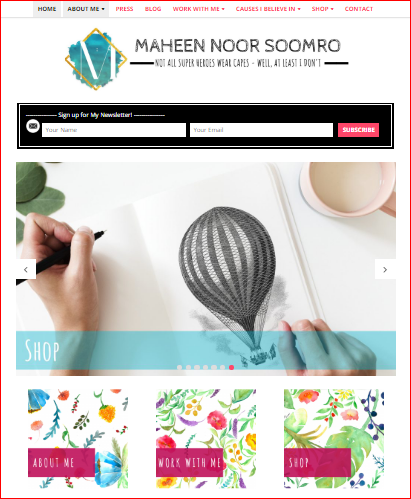 HOME ABOUT ME PRESS BLOG WORK WITH ME CAUSES I BELIEVE IN SHOP CONTACT
M
MAHEEN NOOR SOOMRO
NOT ALL SUPER HEROES WEAR CAPES - WELL, AT LEAST I DON'T
---------------- Sign up for My Newsletter! ----------------
Your Name Your Email SUBSCRIBE
SHOP
ABOUT ME WORK WITH ME SHOP